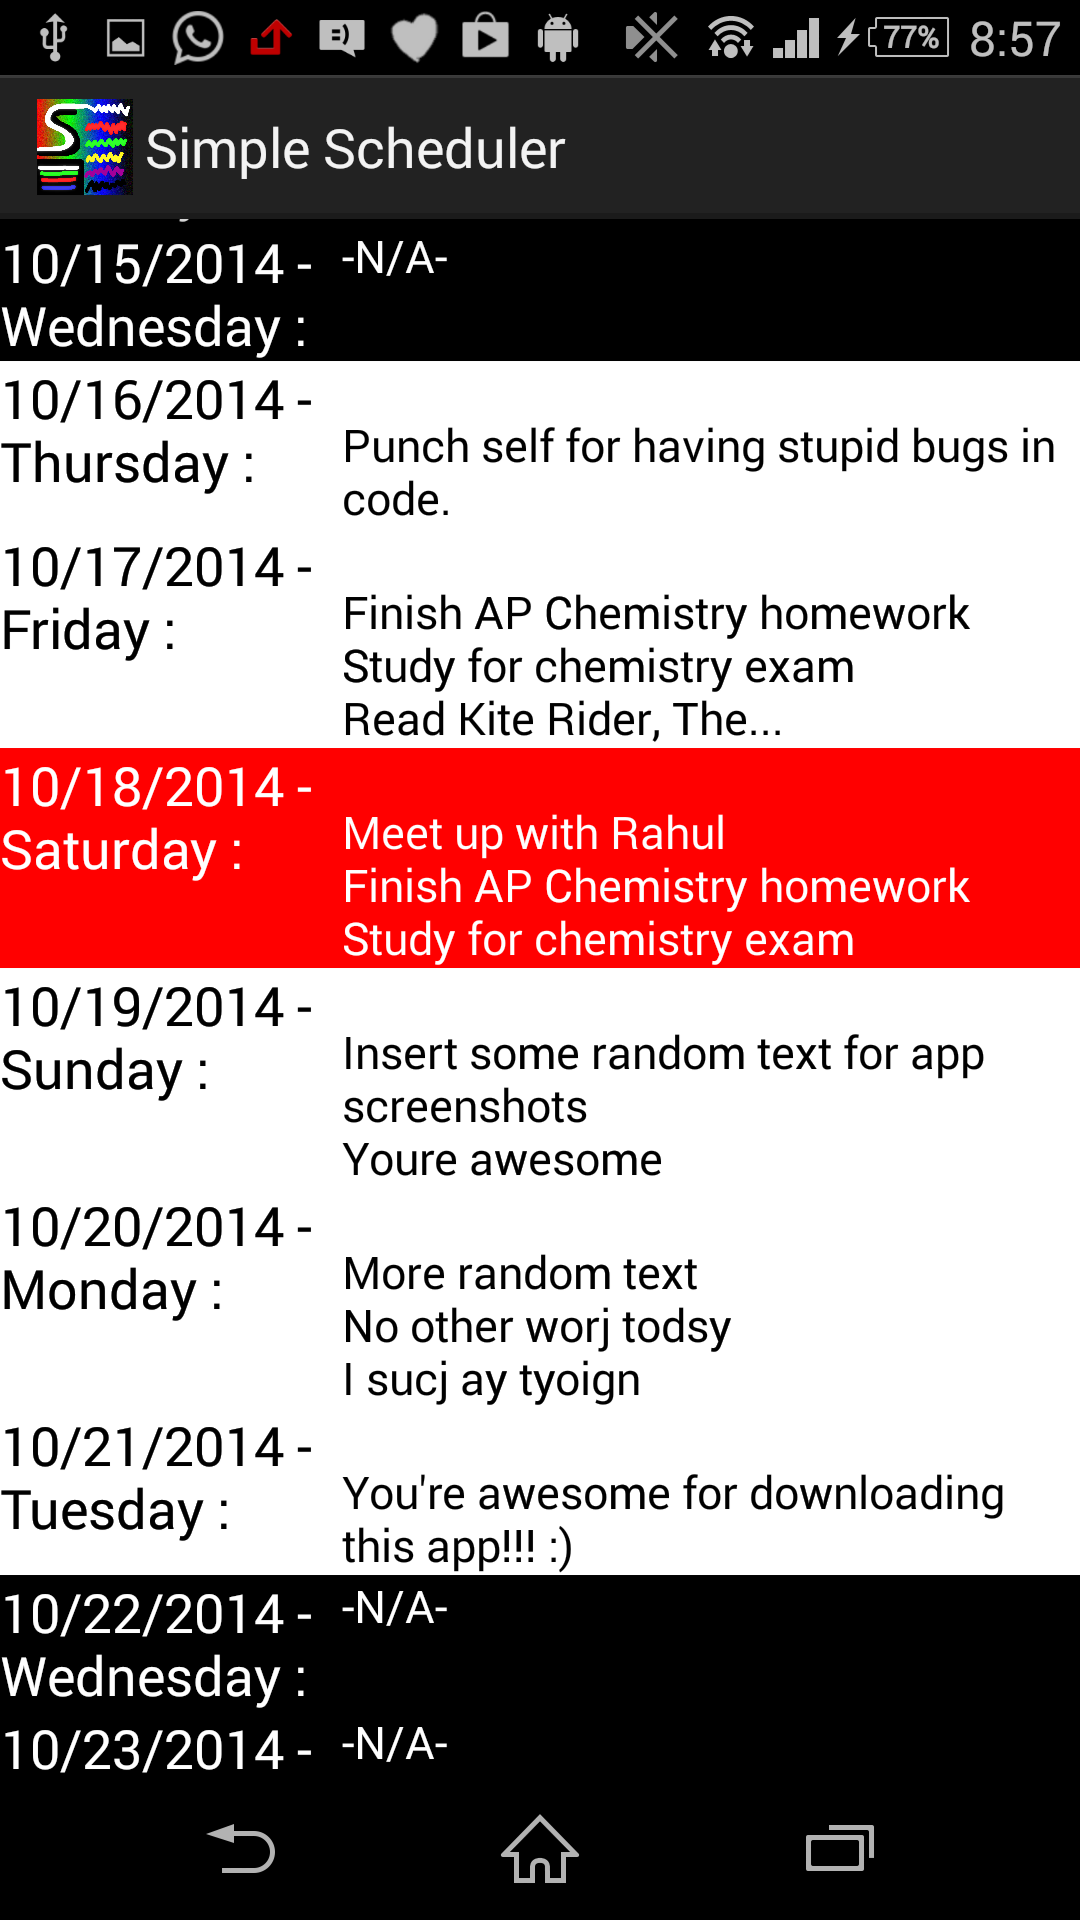 77% 8:57
Simple Scheduler
10/15/2014 - -N/A-
Wednesday :
10/16/2014 -
Thursday : Punch self for having stupid bugs in
code.
10/17/2014 -
Friday : Finish AP Chemistry homework
Study for chemistry exam
Read Kite Rider, The...
10/18/2014 -
Saturday : Meet up with Rahul
Finish AP Chemistry homework
Study for chemistry exam
10/19/2014 -
Sunday : Insert some random text for app
screenshots
Youre awesome
10/20/2014 -
Monday : More random text
No other worj todsy
I sucj ay tyoign
10/21/2014 -
Tuesday : You're awesome for downloading
this app!!! :)
10/22/2014 - -N/A-
Wednesday :
10/23/2014 - -N/A-